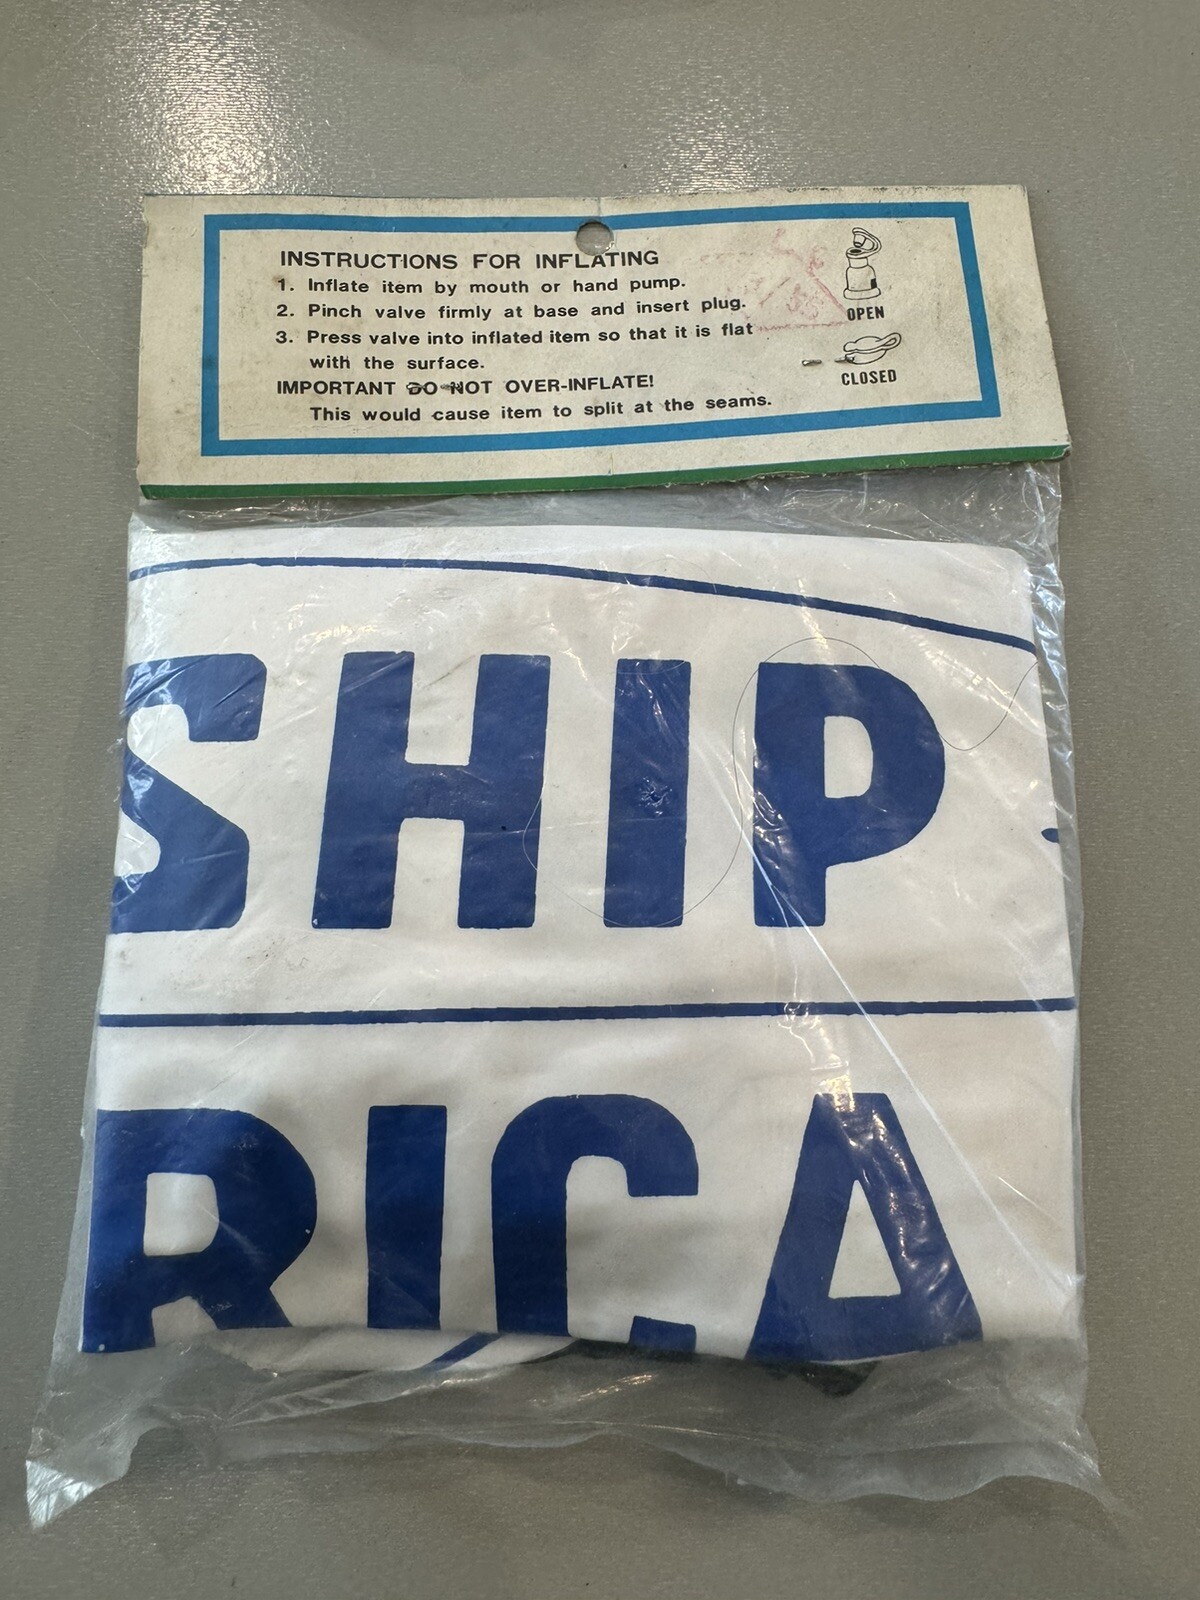 INSTRUCTIONS FOR INFLATING
1. Inflate item by mouth or hand pump.
2. Pinch valve firmly at base and insert plug.
3. Press valve into inflated item so that it is flat
with the surface.
IMPORTANT DO NOT OVER-INFLATE!
This would cause item to split at the seams.
OPEN
CLOSED
SHIP
RICA